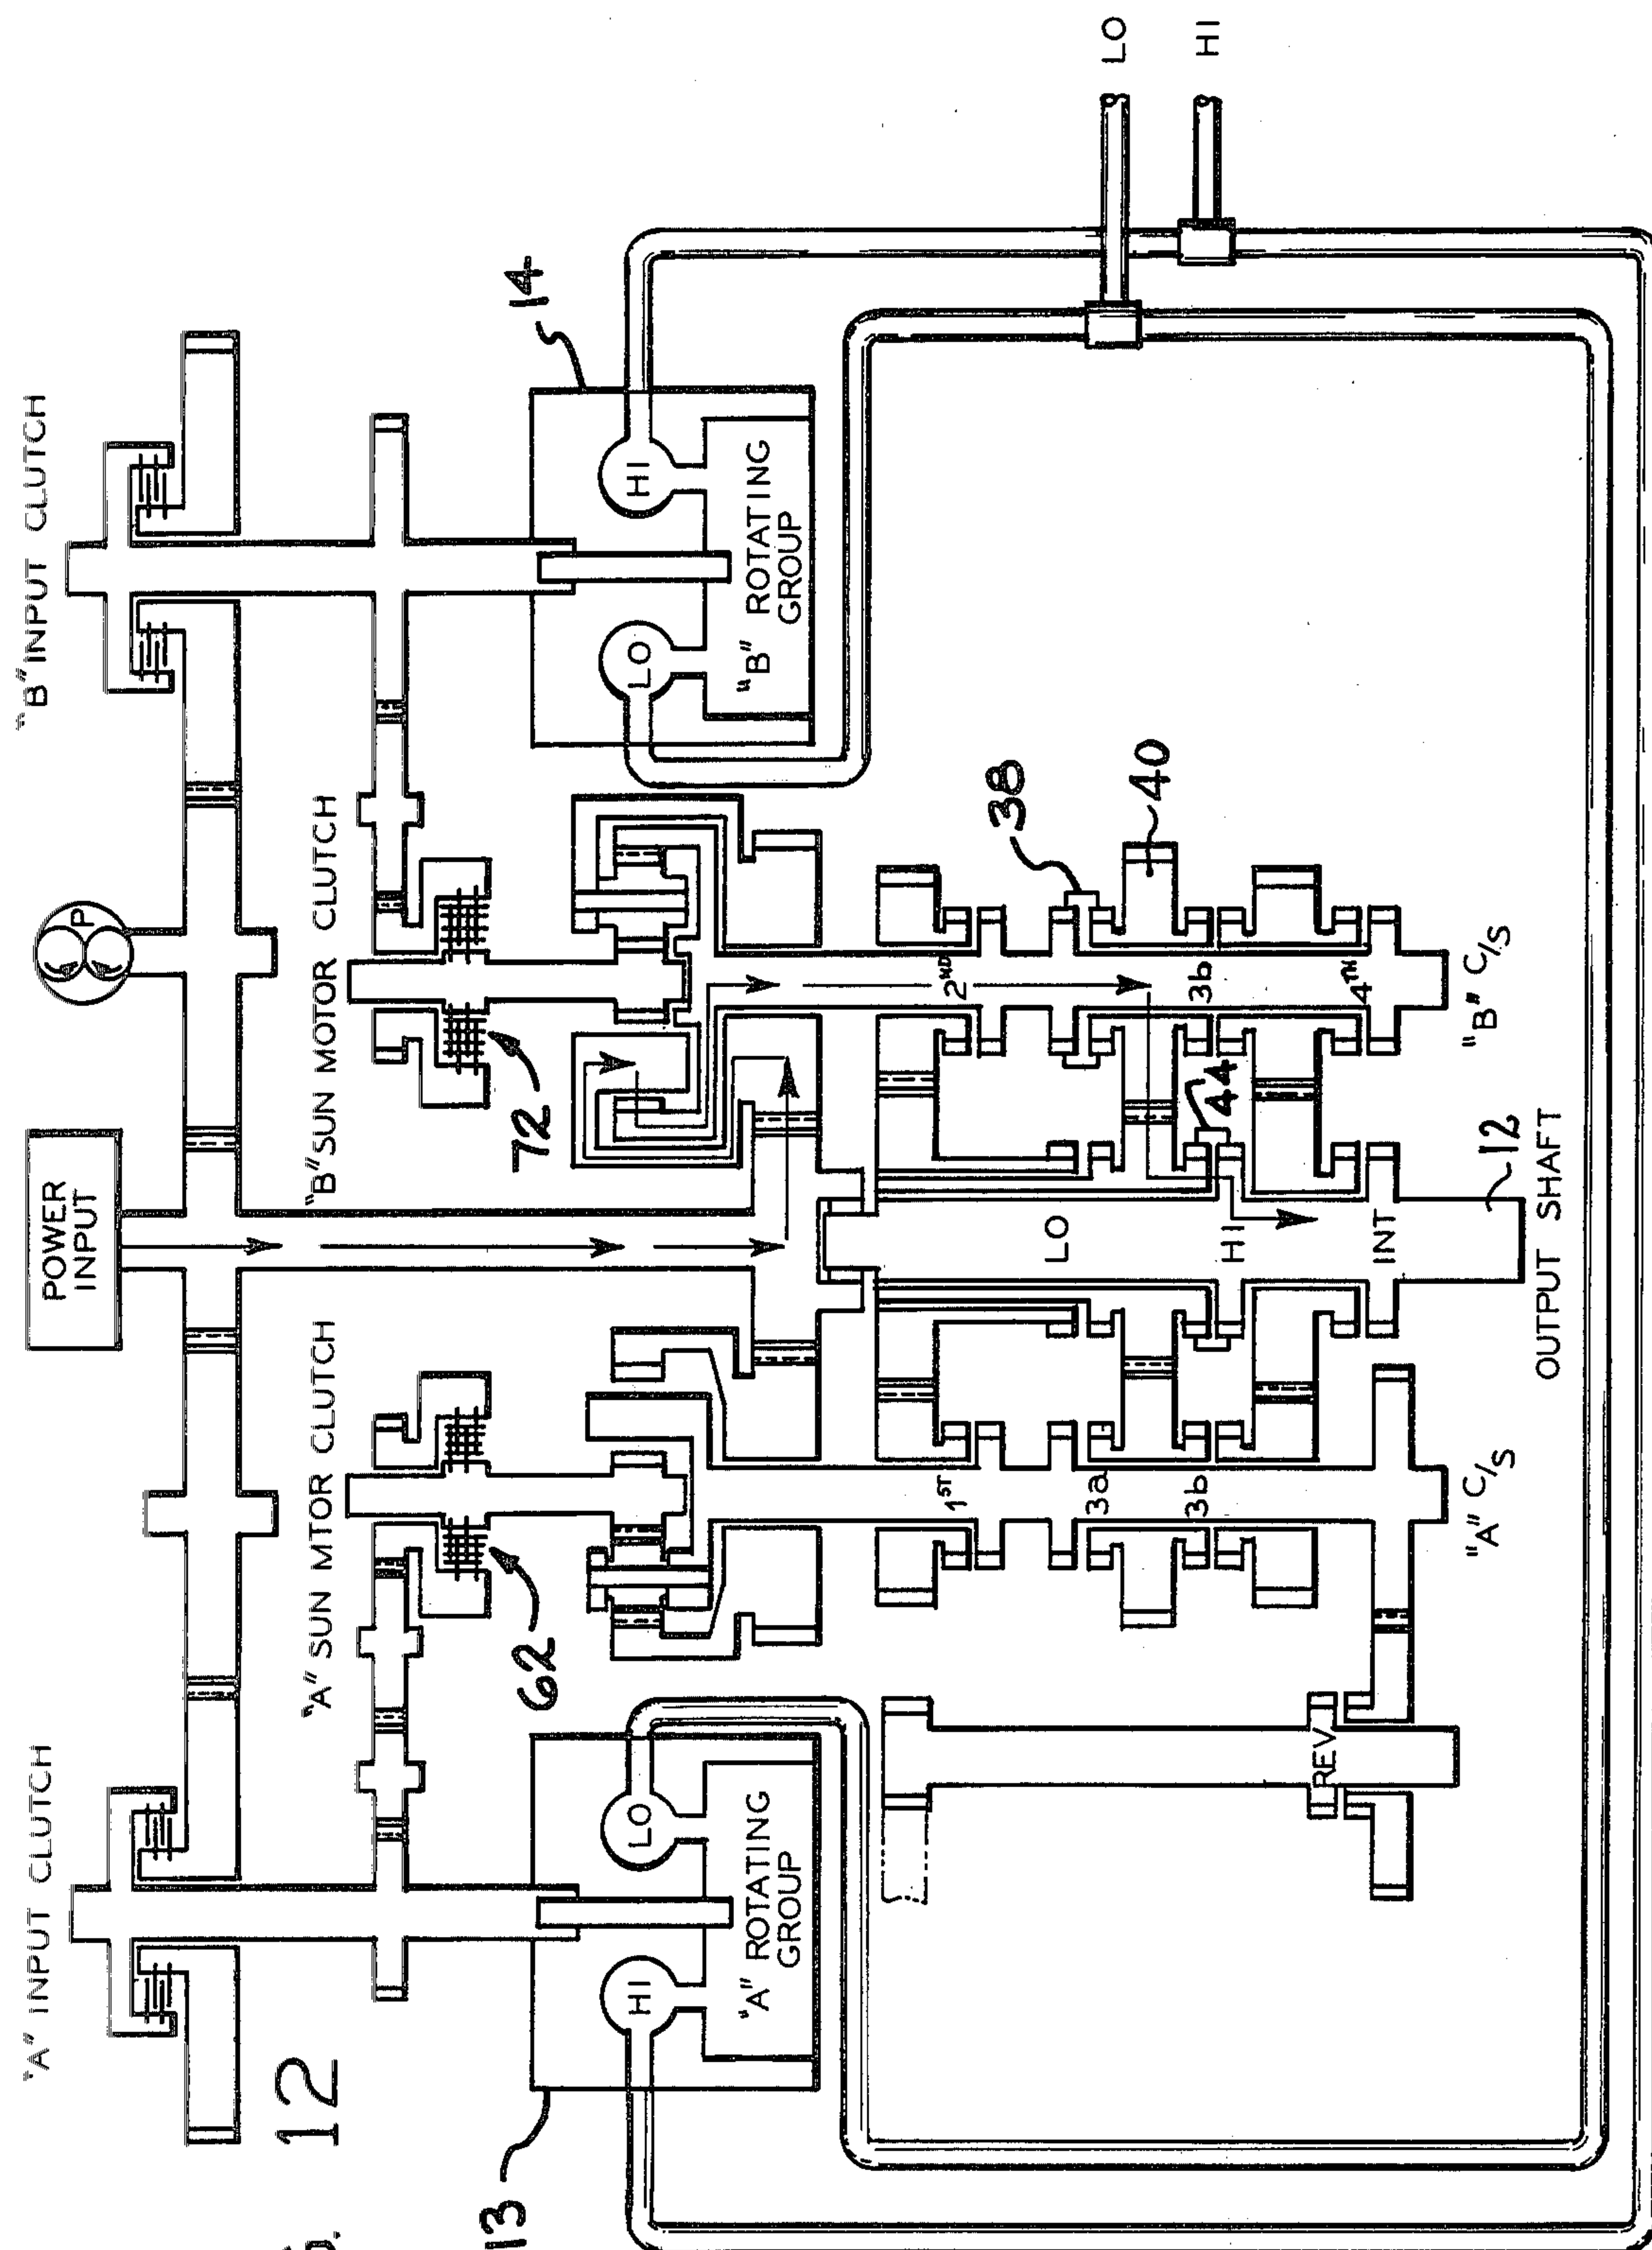 "A" INPUT CLUTCH
"B" INPUT CLUTCH
POWER
INPUT
P
"A" SUN MTOR CLUTCH
"B" SUN MOTOR CLUTCH
12
13
14
62
72
HI
LO
"A" ROTATING
GROUP
LO
HI
"B" ROTATING
GROUP
38
40
44
1ST
3a
3b
2ND
3b
4TH
LO
HI
INT
REV
"A" C/S
"B" C/S
12
OUTPUT SHAFT
LO
HI